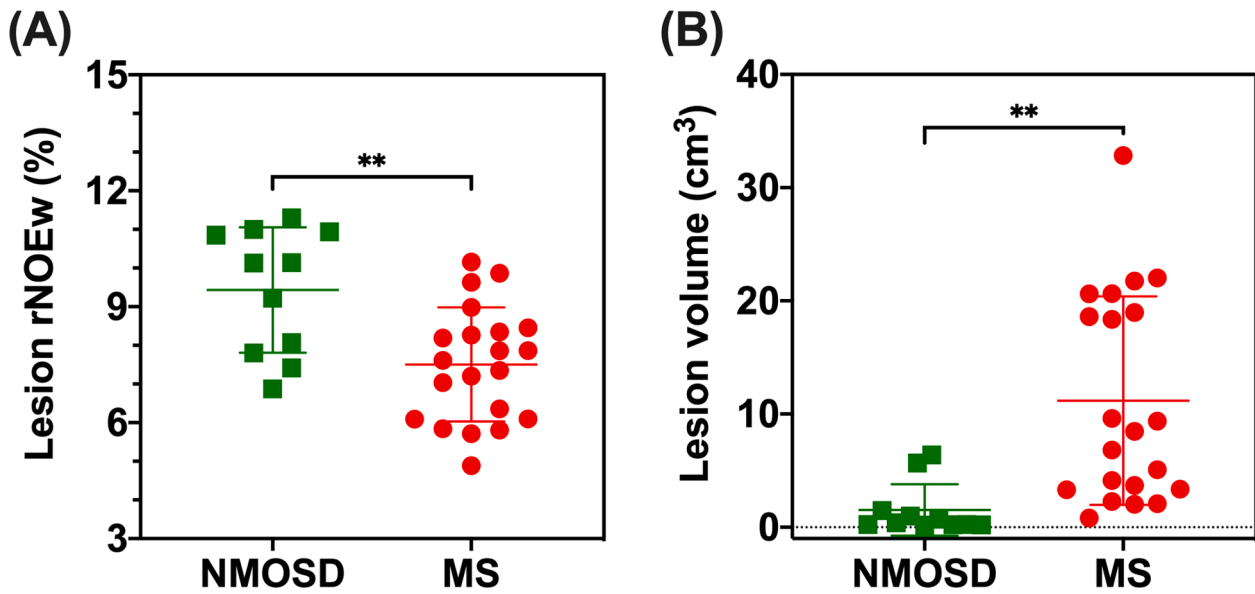 (A)
(B)
Lesion rNOEw (%)
15
12
9
6
3
**
NMOSD
MS
Lesion volume (cm³)
40
30
20
10
0
**
NMOSD
MS